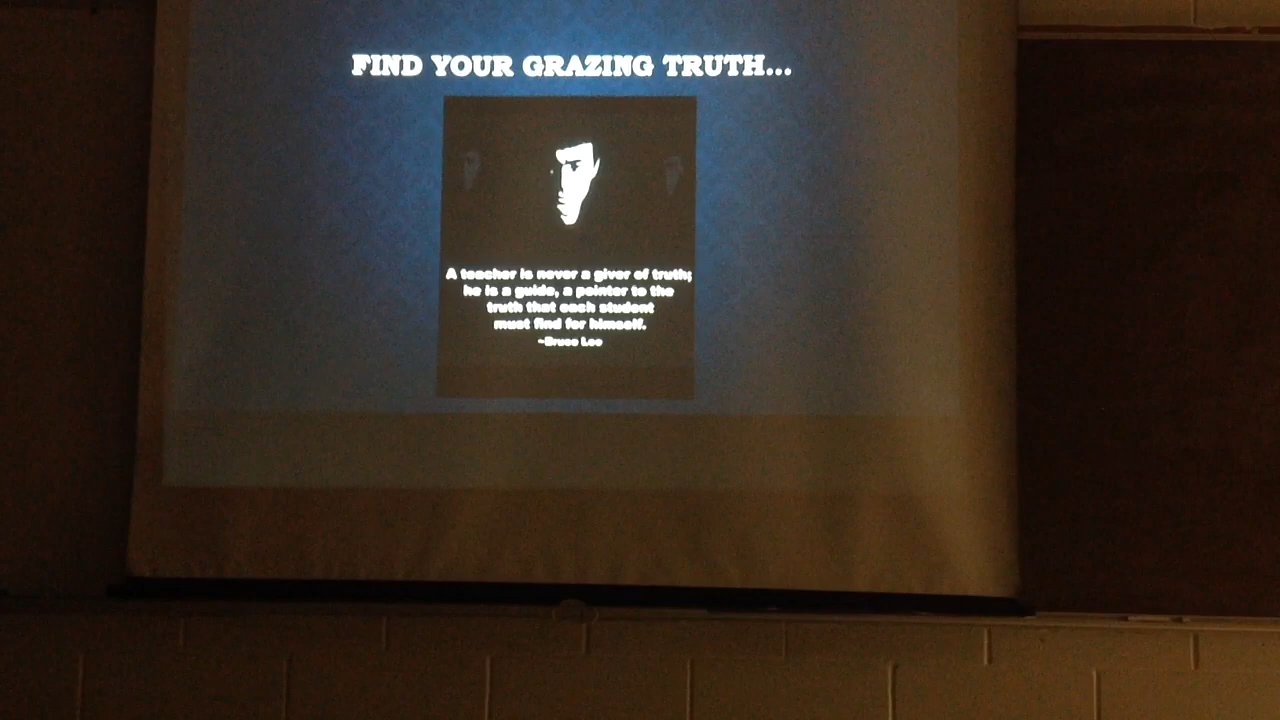 FIND YOUR GRAZING TRUTH...
A teacher is never a giver of truth;
he is a guide, a pointer to the
truth that each student
must find for himself.
~Bruce Lee